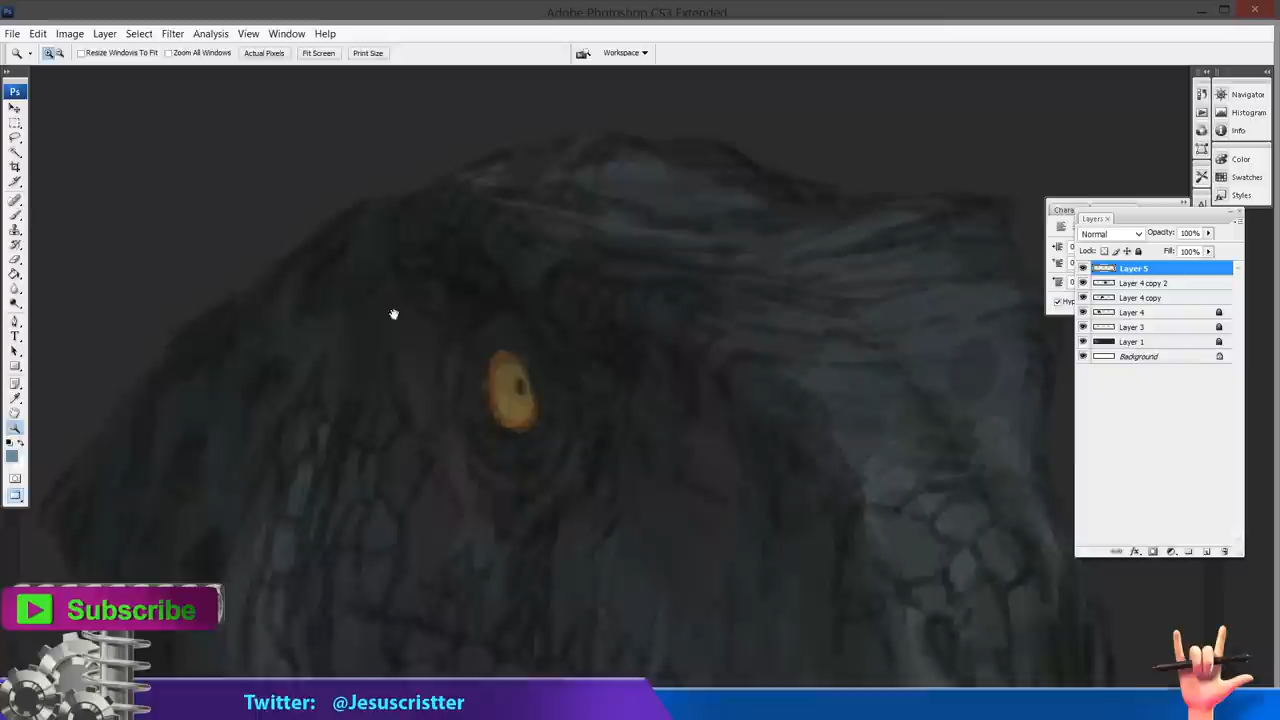 Adobe Photoshop CS3 Extended
File Edit Image Layer Select Analysis Filter View Window Help
Resize Windows To Fit Zoom All Windows Actual Pixels Fit Screen Print Size Workspace
Ps
Navigator
Histogram
Info
Color
Swatches
Styles
Chara
Layers
Normal Opacity: 100%
Lock: Fill: 100%
Layer 5
Layer 4 copy 2
Layer 4 copy
Layer 4
Layer 3
Layer 1
Background
Hyp
Subscribe
Twitter: @Jesuscristter